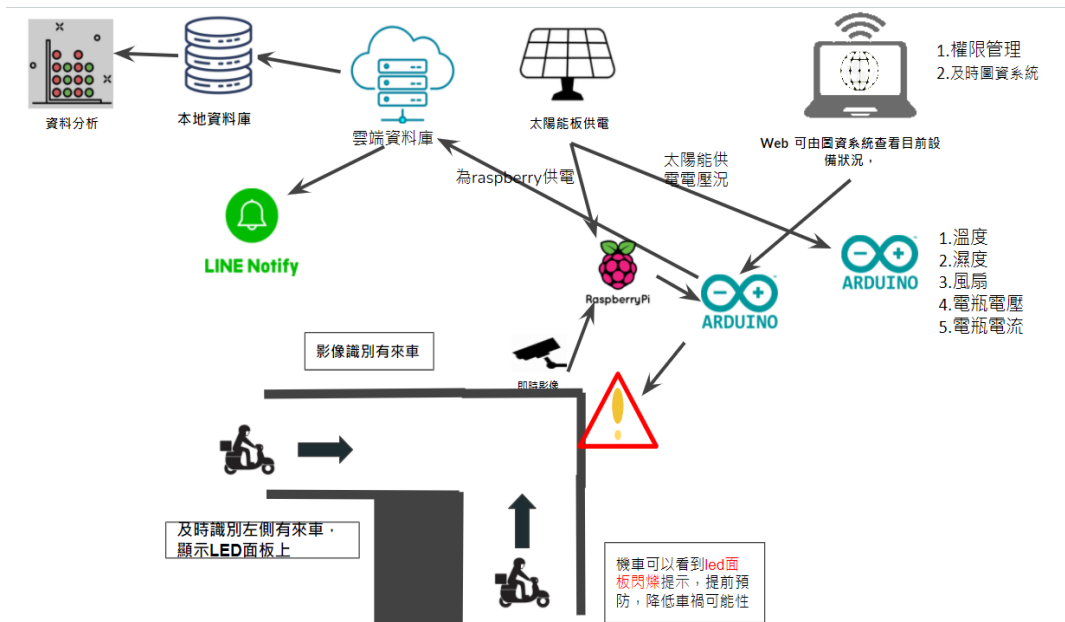 1.權限管理
2.及時圖資系統
資料分析
本地資料庫
雲端資料庫
太陽能板供電
Web 可由圖資系統查看目前設
備狀況，
為raspberry供電
太陽能供
電電壓況
LINE Notify
RaspberryPi
ARDUINO
ARDUINO
1.溫度
2.濕度
3.風扇
4.電瓶電壓
5.電瓶電流
影像識別有來車
即時影像
及時識別左側有來車，
顯示LED面板上
機車可以看到led面
板閃爍提示，提前預
防，降低車禍可能性